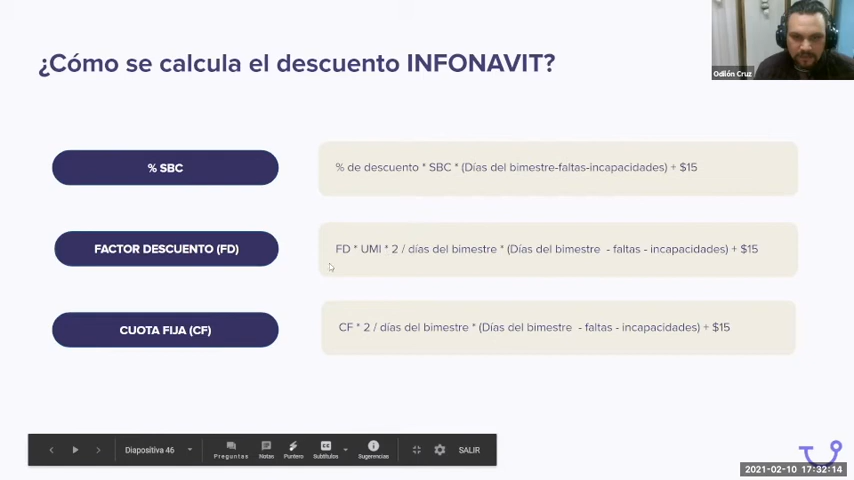 ¿Cómo se calcula el descuento INFONAVIT?
Odilón Cruz
% SBC
% de descuento * SBC * (Días del bimestre-faltas-incapacidades) + $15
FACTOR DESCUENTO (FD)
FD * UMI * 2 / días del bimestre * (Días del bimestre - faltas - incapacidades) + $15
CUOTA FIJA (CF)
CF * 2 / días del bimestre * (Días del bimestre - faltas - incapacidades) + $15
Diapositiva 46
Preguntas
Notas
Puntero
Subtítulos
Sugerencias
SALIR
2021-02-10 17:32:14